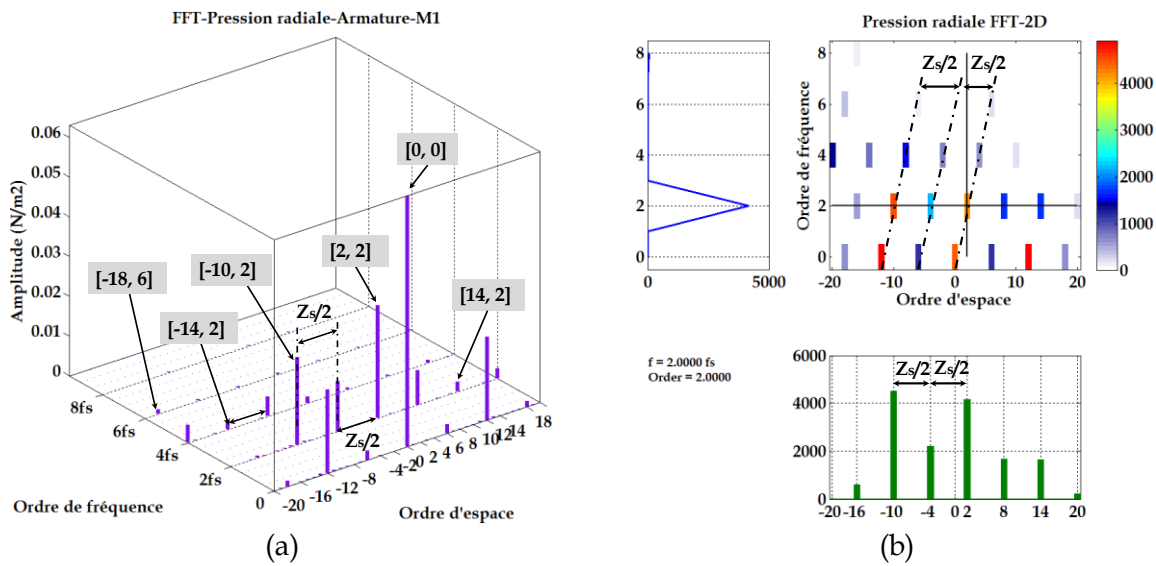 FFT-Pression radiale-Armature-M1
Amplitude (N/m2)
0.06
0.05
0.04
0.03
0.02
0.01
0
[0, 0]
[2, 2]
[-10, 2]
[-18, 6]
[-14, 2]
[14, 2]
Zs/2
Zs/2
8fs
6fs
4fs
2fs
0
Ordre de fréquence
-20 -16 -12 -8 -4 -2 0 2 4 6 8 10 12 14 18
Ordre d'espace
(a)
8
6
4
2
0
0 5000
Pression radiale FFT-2D
Zs/2 Zs/2
Ordre de fréquence
8
6
4
2
0
-20 -10 0 10 20
Ordre d'espace
4000
3000
2000
1000
0
f = 2.0000 fs
Order = 2.0000
6000
4000
2000
0
Zs/2 Zs/2
-20 -16 -10 -4 0 2 8 14 20
(b)